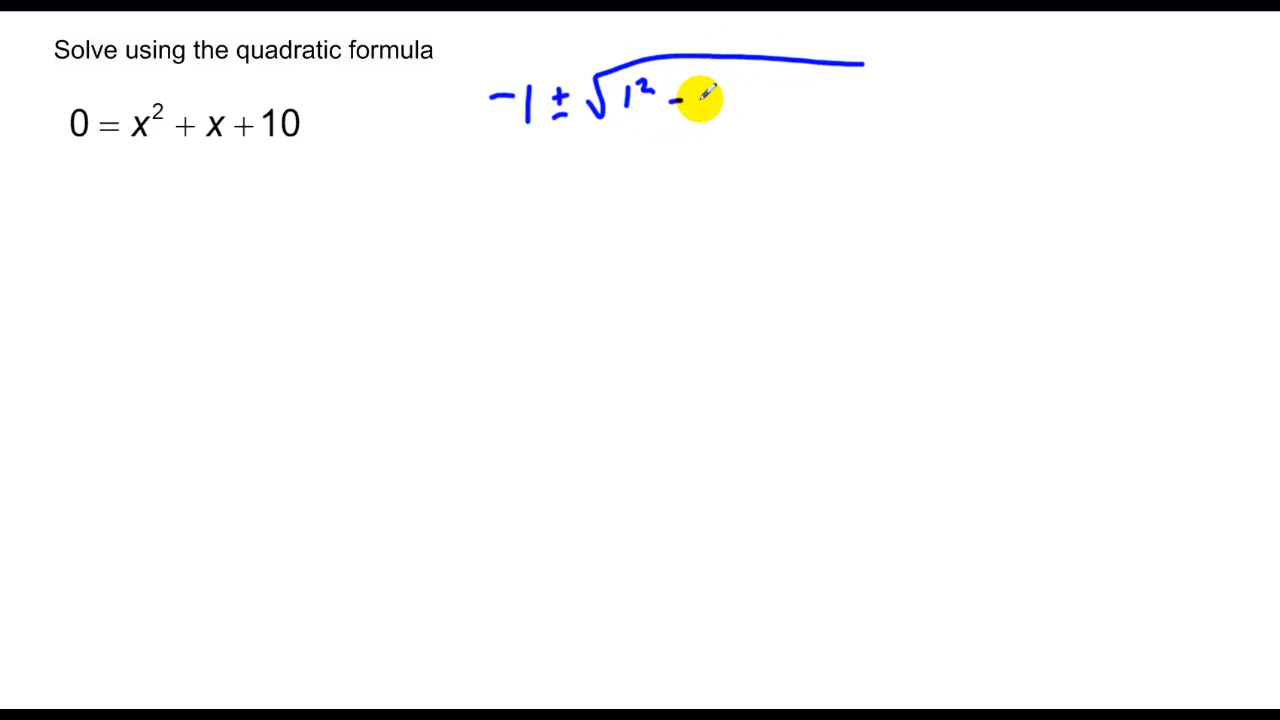 Solve using the quadratic formula
-1 ± √1² -
0 = x² + x + 10